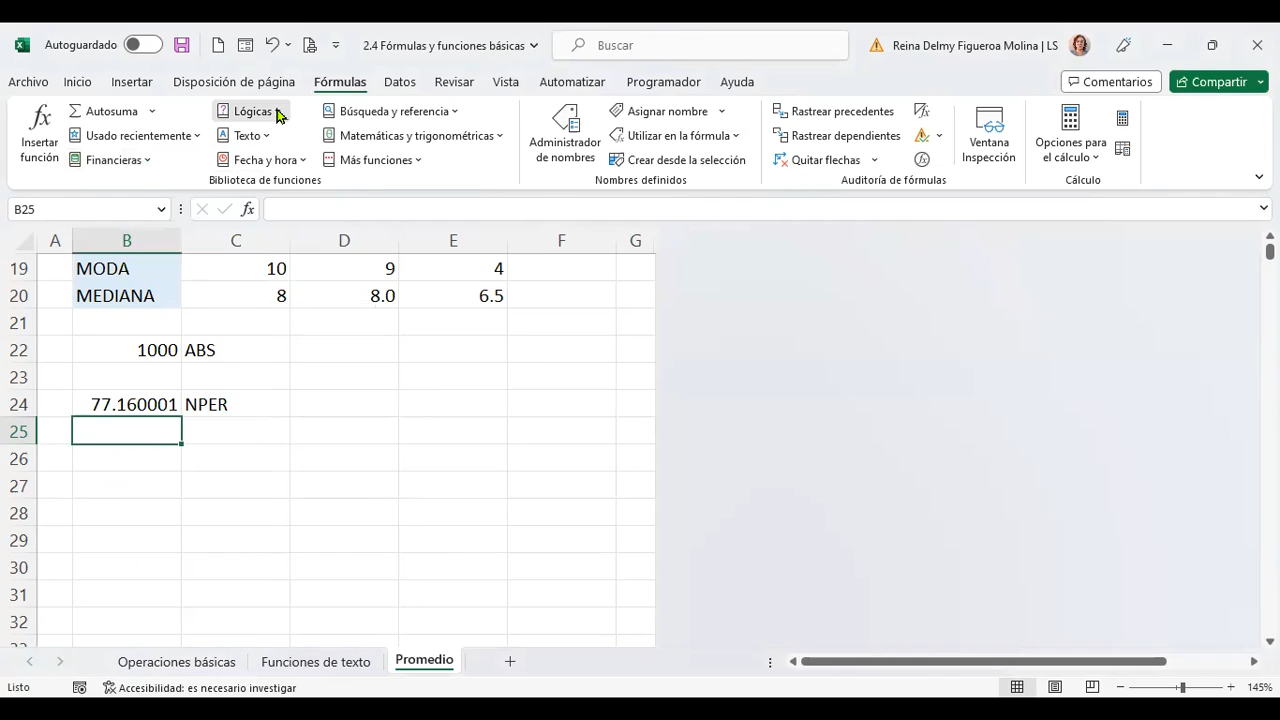 Autoguardado
2.4 Fórmulas y funciones básicas
Buscar
Reina Delmy Figueroa Molina | LS
Archivo Inicio Insertar Disposición de página Fórmulas Datos Revisar Vista Automatizar Programador Ayuda
Comentarios Compartir
fx Insertar función
Autosuma
Usado recientemente
Financieras
Lógicas
Texto
Fecha y hora
Búsqueda y referencia
Matemáticas y trigonométricas
Más funciones
Biblioteca de funciones
Administrador de nombres
Asignar nombre
Utilizar en la fórmula
Crear desde la selección
Nombres definidos
Rastrear precedentes
Rastrear dependientes
Quitar flechas
Auditoría de fórmulas
Ventana Inspección
Opciones para el cálculo
Cálculo
B25 fx
A B C D E F G
19 MODA 10 9 4
20 MEDIANA 8 8.0 6.5
21
22 1000 ABS
23
24 77.160001 NPER
25
26
27
28
29
30
31
32
Operaciones básicas Funciones de texto Promedio
Listo Accesibilidad: es necesario investigar 145%